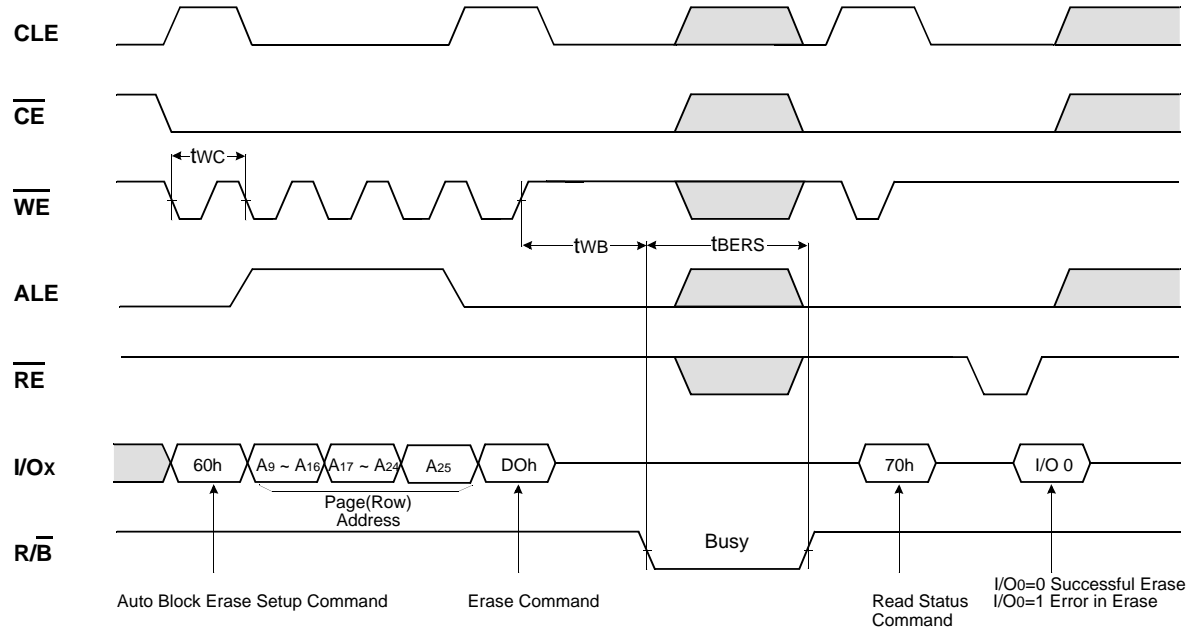 CLE
CE
tWC
WE
tWB
tBERS
ALE
RE
I/Ox
60h
A9 ~ A16
A17 ~ A24
A25
DOh
70h
I/O 0
Page(Row)
Address
R/B
Busy
Auto Block Erase Setup Command
Erase Command
Read Status
Command
I/O0=0 Successful Erase
I/O0=1 Error in Erase